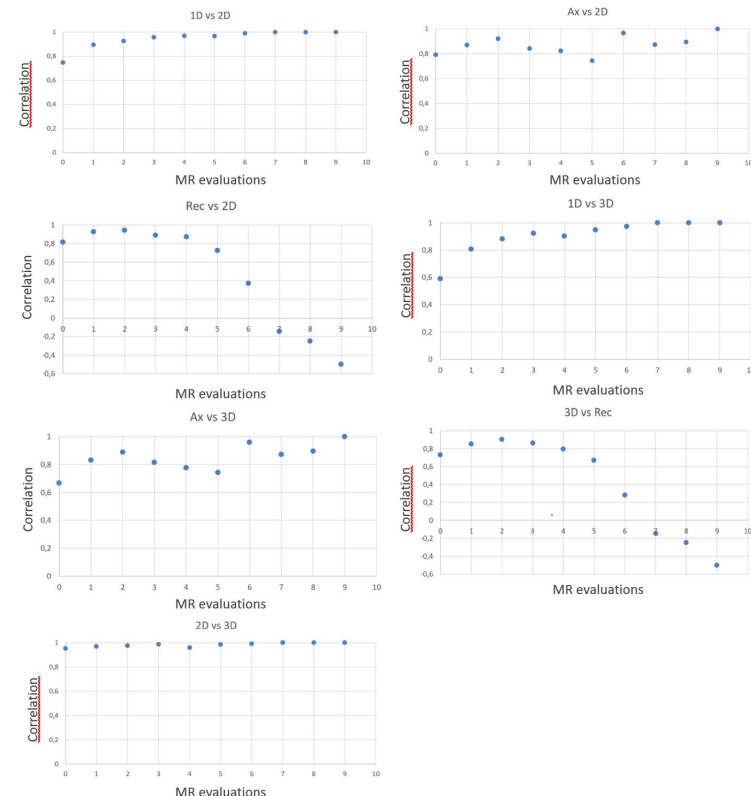 1D vs 2D
1
0,8
0,6
0,4
0,2
0
0 1 2 3 4 5 6 7 8 9 10
Correlation
MR evaluations
Ax vs 2D
1
0,8
0,6
0,4
0,2
0
0 1 2 3 4 5 6 7 8 9 10
Correlation
MR evaluations
Rec vs 2D
1
0,8
0,6
0,4
0,2
0
-0,2
-0,4
-0,6
0 1 2 3 4 5 6 7 8 9 10
Correlation
MR evaluations
1D vs 3D
1
0,8
0,6
0,4
0,2
0
0 1 2 3 4 5 6 7 8 9 1
Correlation
MR evaluations
Ax vs 3D
1
0,8
0,6
0,4
0,2
0
0 1 2 3 4 5 6 7 8 9 10
Correlation
MR evaluations
3D vs Rec
1
0,8
0,6
0,4
0,2
0
-0,2
-0,4
-0,6
0 1 2 3 4 5 6 7 8 9 10
Correlation
MR evaluations
2D vs 3D
1
0,8
0,6
0,4
0,2
0
0 1 2 3 4 5 6 7 8 9 10
Correlation
MR evaluations